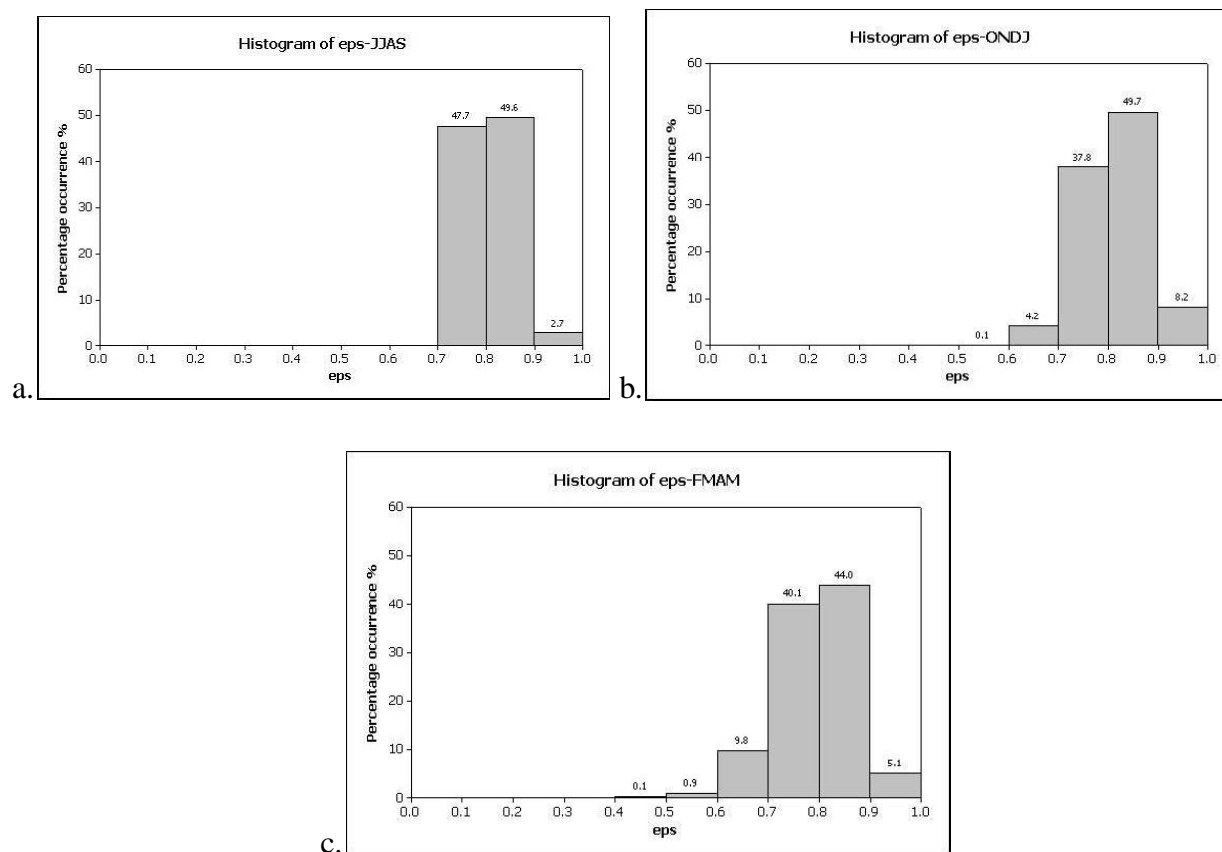 Histogram of eps-JJAS
Percentage occurrence %
60
50
40
30
20
10
0
47.7
49.6
2.7
0.0 0.1 0.2 0.3 0.4 0.5 0.6 0.7 0.8 0.9 1.0
eps
a.
Histogram of eps-ONDJ
Percentage occurrence %
60
50
40
30
20
10
0
0.1
4.2
37.8
49.7
8.2
0.0 0.1 0.2 0.3 0.4 0.5 0.6 0.7 0.8 0.9 1.0
eps
b.
Histogram of eps-FMAM
Percentage occurrence %
60
50
40
30
20
10
0
0.1
0.9
9.8
40.1
44.0
5.1
0.0 0.1 0.2 0.3 0.4 0.5 0.6 0.7 0.8 0.9 1.0
eps
c.